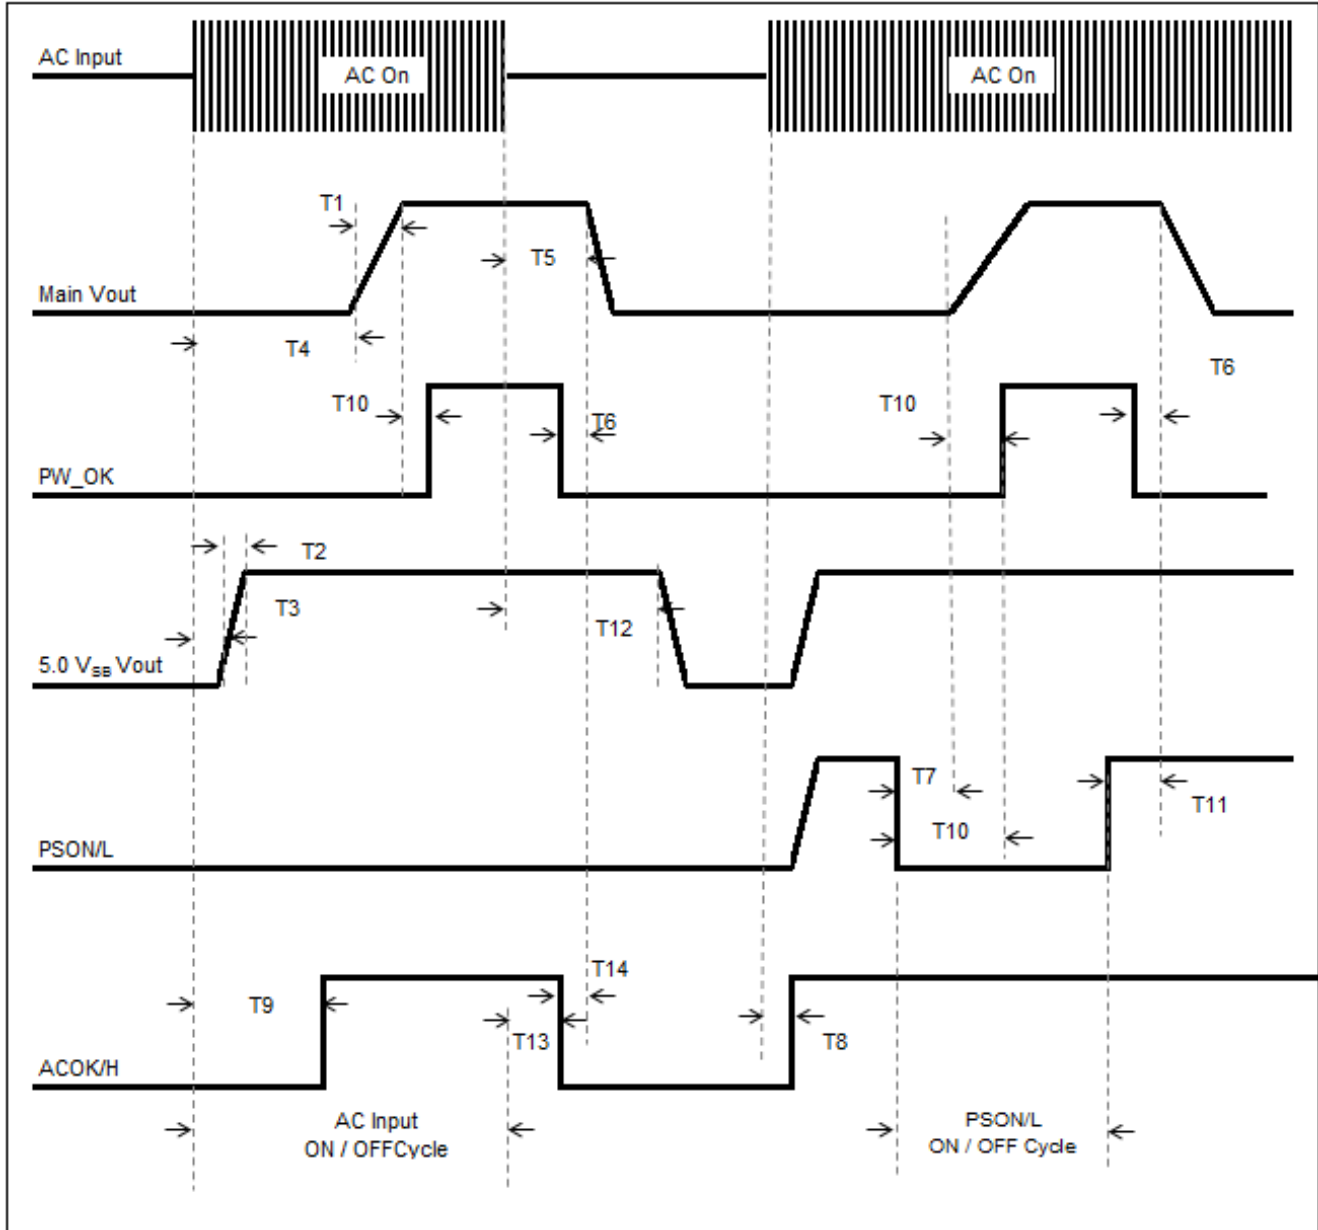 AC Input
AC On
AC On
T1
T5
Main Vout
T4
T6
T10
T10
T6
PW_OK
T2
T3
T12
5.0 VSB Vout
T7
T11
T10
PSON/L
T14
T9
T13
T8
ACOK/H
AC Input
ON / OFFCycle
PSON/L
ON / OFF Cycle